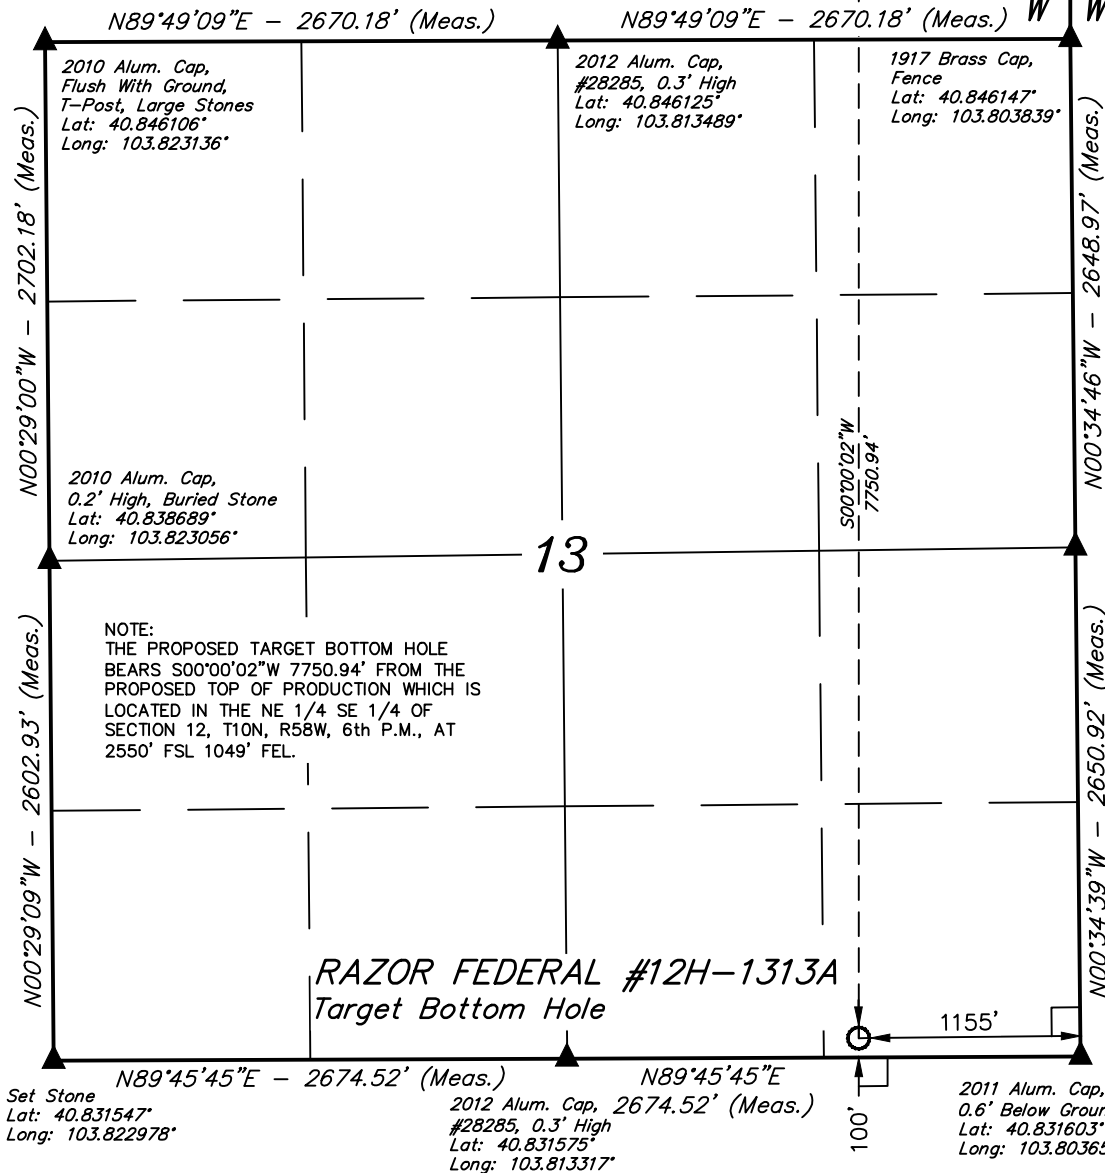 N89°49'09"E - 2670.18' (Meas.)
N89°49'09"E - 2670.18' (Meas.)
W
W
2010 Alum. Cap,
Flush With Ground,
T-Post, Large Stones
Lat: 40.846106°
Long: 103.823136°
2012 Alum. Cap,
#28285, 0.3' High
Lat: 40.846125°
Long: 103.813489°
1917 Brass Cap,
Fence
Lat: 40.846147°
Long: 103.803839°
N00°29'00"W - 2702.18' (Meas.)
N00°34'46"W - 2648.97' (Meas.)
S00°00'02"W
7750.94'
2010 Alum. Cap,
0.2' High, Buried Stone
Lat: 40.838689°
Long: 103.823056°
13
NOTE:
THE PROPOSED TARGET BOTTOM HOLE
BEARS S00°00'02"W 7750.94' FROM THE
PROPOSED TOP OF PRODUCTION WHICH IS
LOCATED IN THE NE 1/4 SE 1/4 OF
SECTION 12, T10N, R58W, 6th P.M., AT
2550' FSL 1049' FEL.
N00°29'09"W - 2602.93' (Meas.)
N00°34'39"W - 2650.92' (Meas.)
RAZOR FEDERAL #12H-1313A
Target Bottom Hole
1155'
N89°45'45"E - 2674.52' (Meas.)
N89°45'45"E
2674.52' (Meas.)
100'
Set Stone
Lat: 40.831547°
Long: 103.822978°
2012 Alum. Cap,
#28285, 0.3' High
Lat: 40.831575°
Long: 103.813317°
2011 Alum. Cap,
0.6' Below Groun
Lat: 40.831603°
Long: 103.80365